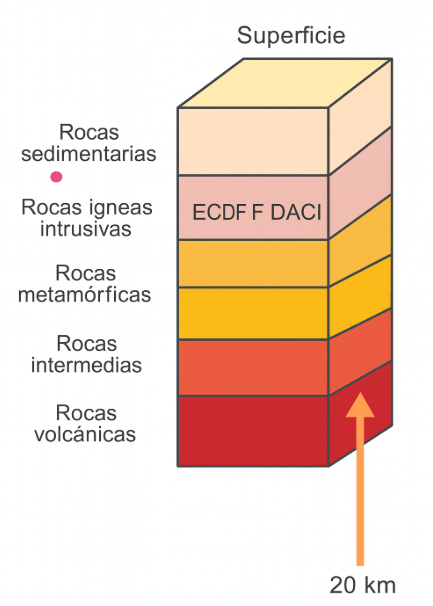 Superficie
Rocas
sedimentarias
Rocas igneas
intrusivas
ECDF F DACI
Rocas
metamórficas
Rocas
intermedias
Rocas
volcánicas
20 km